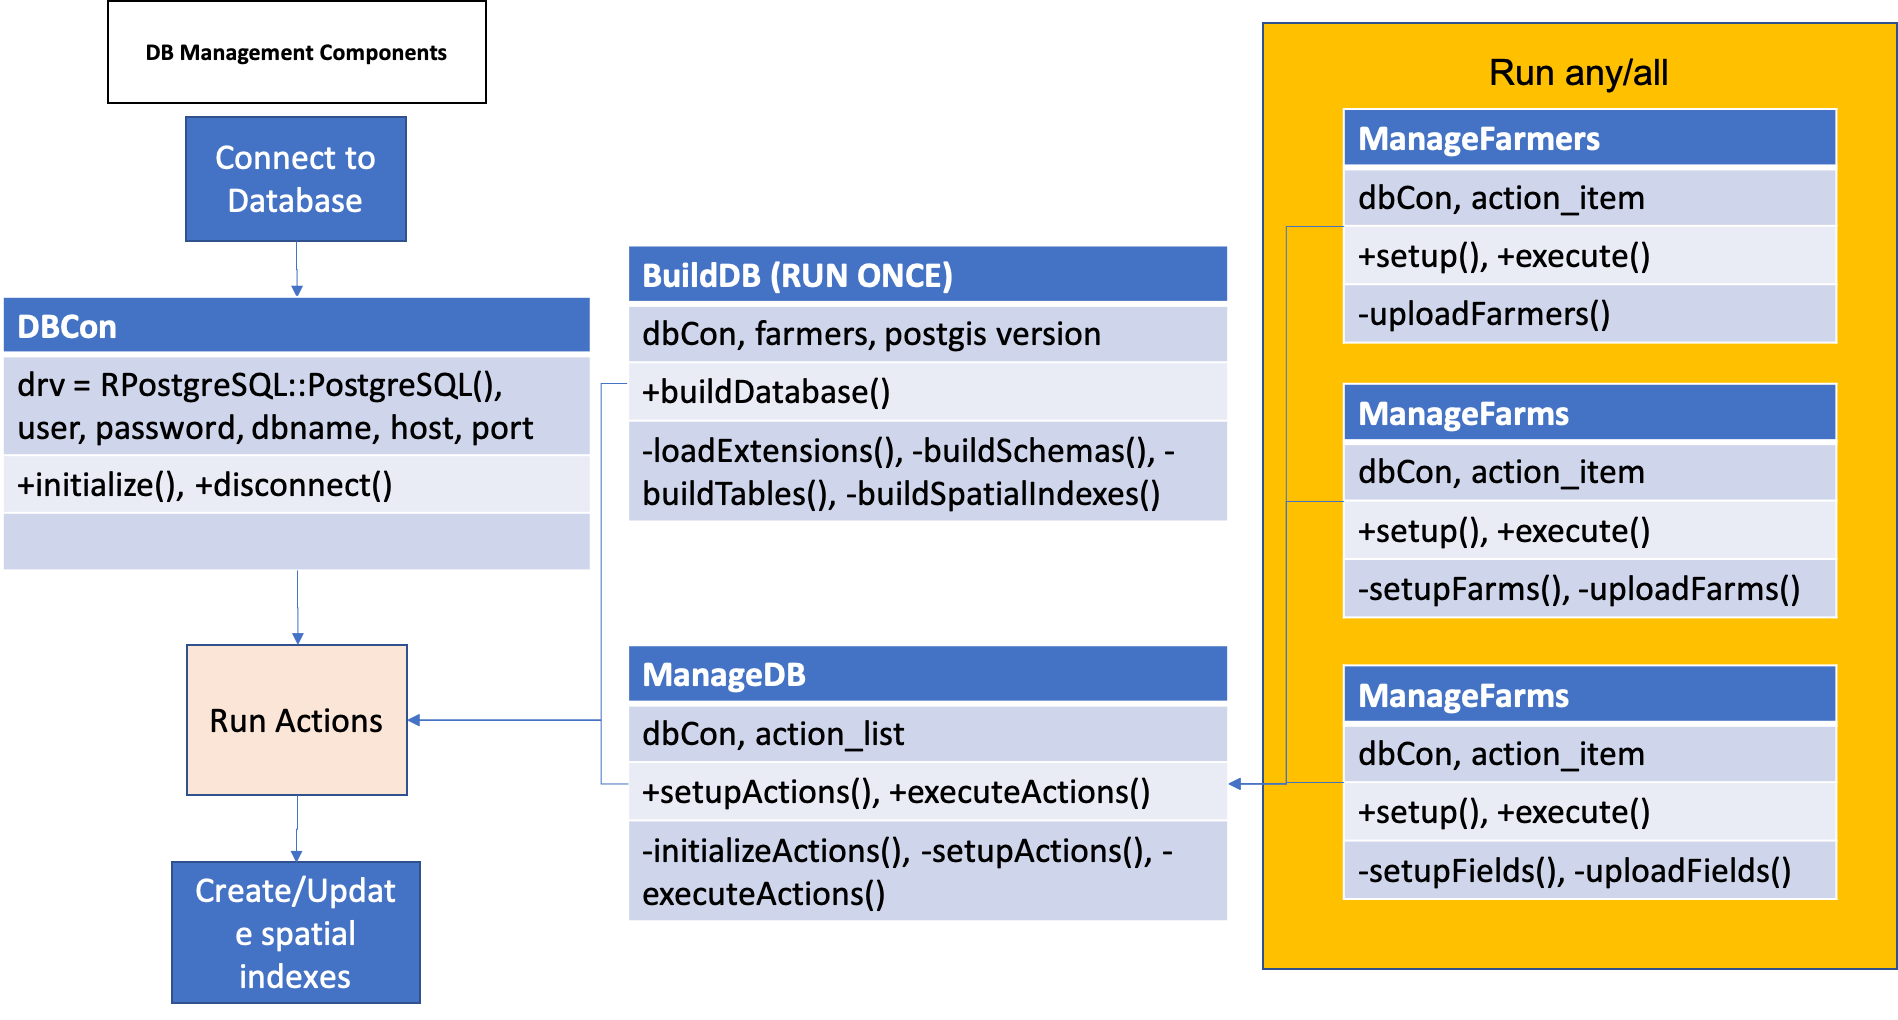 DB Management Components
Connect to
Database
DBCon
drv = RPostgreSQL::PostgreSQL(),
user, password, dbname, host, port
+initialize(), +disconnect()
Run Actions
Create/Updat
e spatial
indexes
BuildDB (RUN ONCE)
dbCon, farmers, postgis version
+buildDatabase()
-loadExtensions(), -buildSchemas(), -
buildTables(), -buildSpatialIndexes()
ManageDB
dbCon, action_list
+setupActions(), +executeActions()
-initializeActions(), -setupActions(), -
executeActions()
Run any/all
ManageFarmers
dbCon, action_item
+setup(), +execute()
-uploadFarmers()
ManageFarms
dbCon, action_item
+setup(), +execute()
-setupFarms(), -uploadFarms()
ManageFarms
dbCon, action_item
+setup(), +execute()
-setupFields(), -uploadFields()